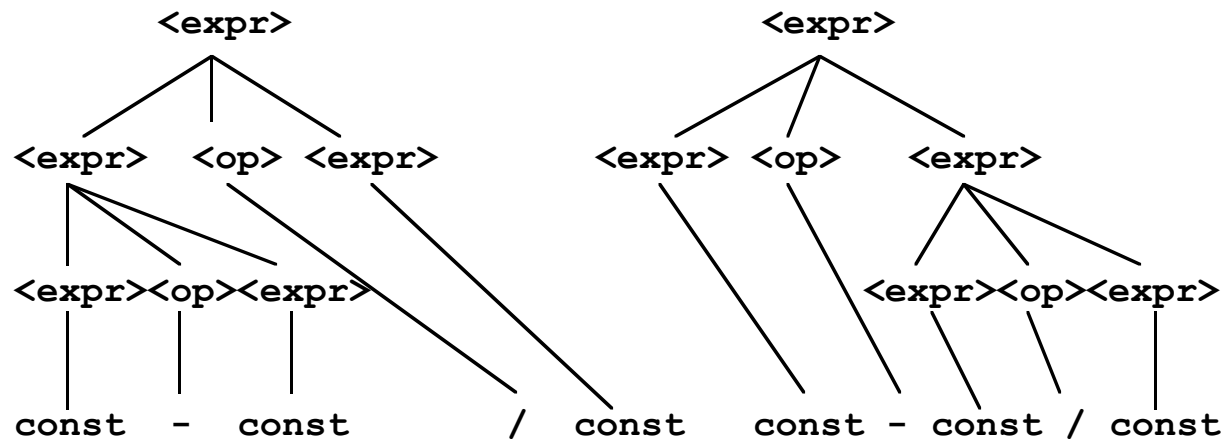 <expr> <expr>
<expr> <op> <expr> <expr> <op> <expr>
<expr><op><expr> <expr><op><expr>
const - const / const const - const / const